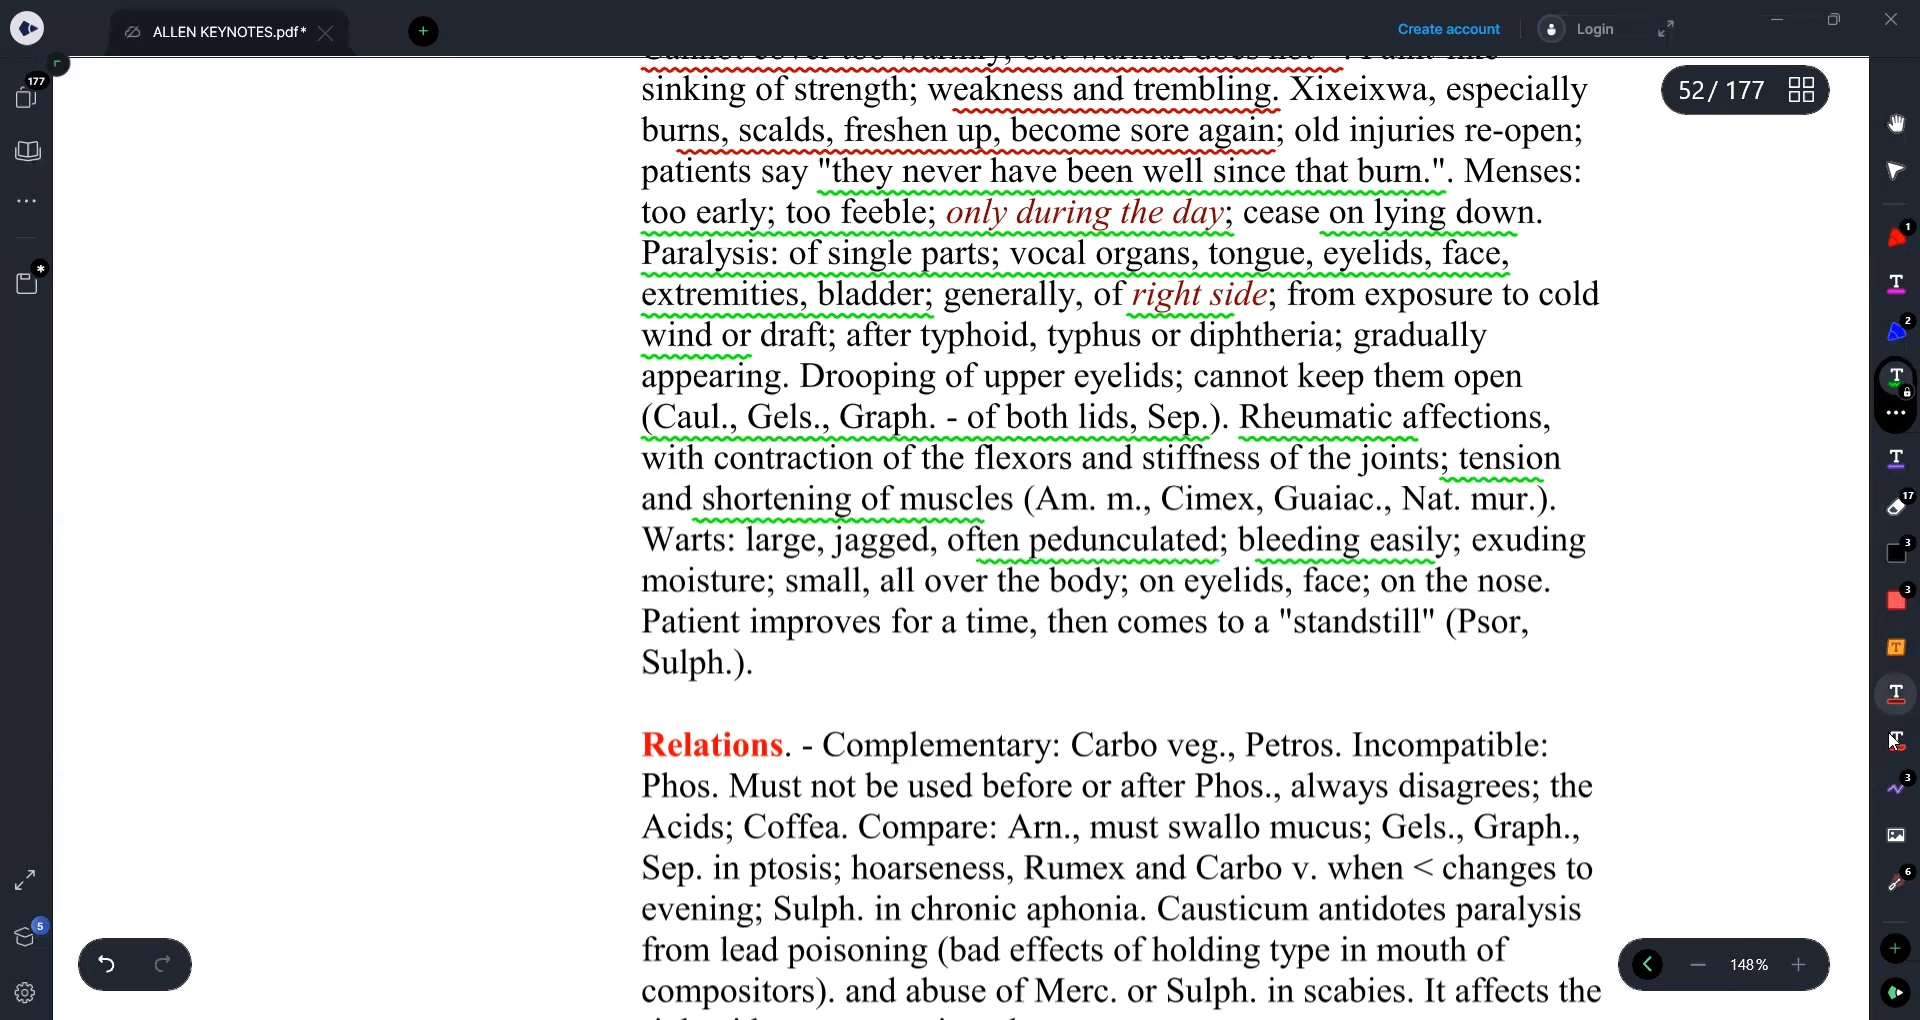 ALLEN KEYNOTES.pdf*
Create account
Login
177
52 / 177
sinking of strength; weakness and trembling. Xixeixwa, especially
burns, scalds, freshen up, become sore again; old injuries re-open;
patients say "they never have been well since that burn.". Menses:
too early; too feeble; only during the day; cease on lying down.
Paralysis: of single parts; vocal organs, tongue, eyelids, face,
extremities, bladder; generally, of right side; from exposure to cold
wind or draft; after typhoid, typhus or diphtheria; gradually
appearing. Drooping of upper eyelids; cannot keep them open
(Caul., Gels., Graph. - of both lids, Sep.). Rheumatic affections,
with contraction of the flexors and stiffness of the joints; tension
and shortening of muscles (Am. m., Cimex, Guaiac., Nat. mur.).
Warts: large, jagged, often pedunculated; bleeding easily; exuding
moisture; small, all over the body; on eyelids, face; on the nose.
Patient improves for a time, then comes to a "standstill" (Psor,
Sulph.).
Relations. - Complementary: Carbo veg., Petros. Incompatible:
Phos. Must not be used before or after Phos., always disagrees; the
Acids; Coffea. Compare: Arn., must swallo mucus; Gels., Graph.,
Sep. in ptosis; hoarseness, Rumex and Carbo v. when < changes to
evening; Sulph. in chronic aphonia. Causticum antidotes paralysis
from lead poisoning (bad effects of holding type in mouth of
compositors). and abuse of Merc. or Sulph. in scabies. It affects the
1
T
2
T
T
17
3
3
T
T
T
3
6
5
148%